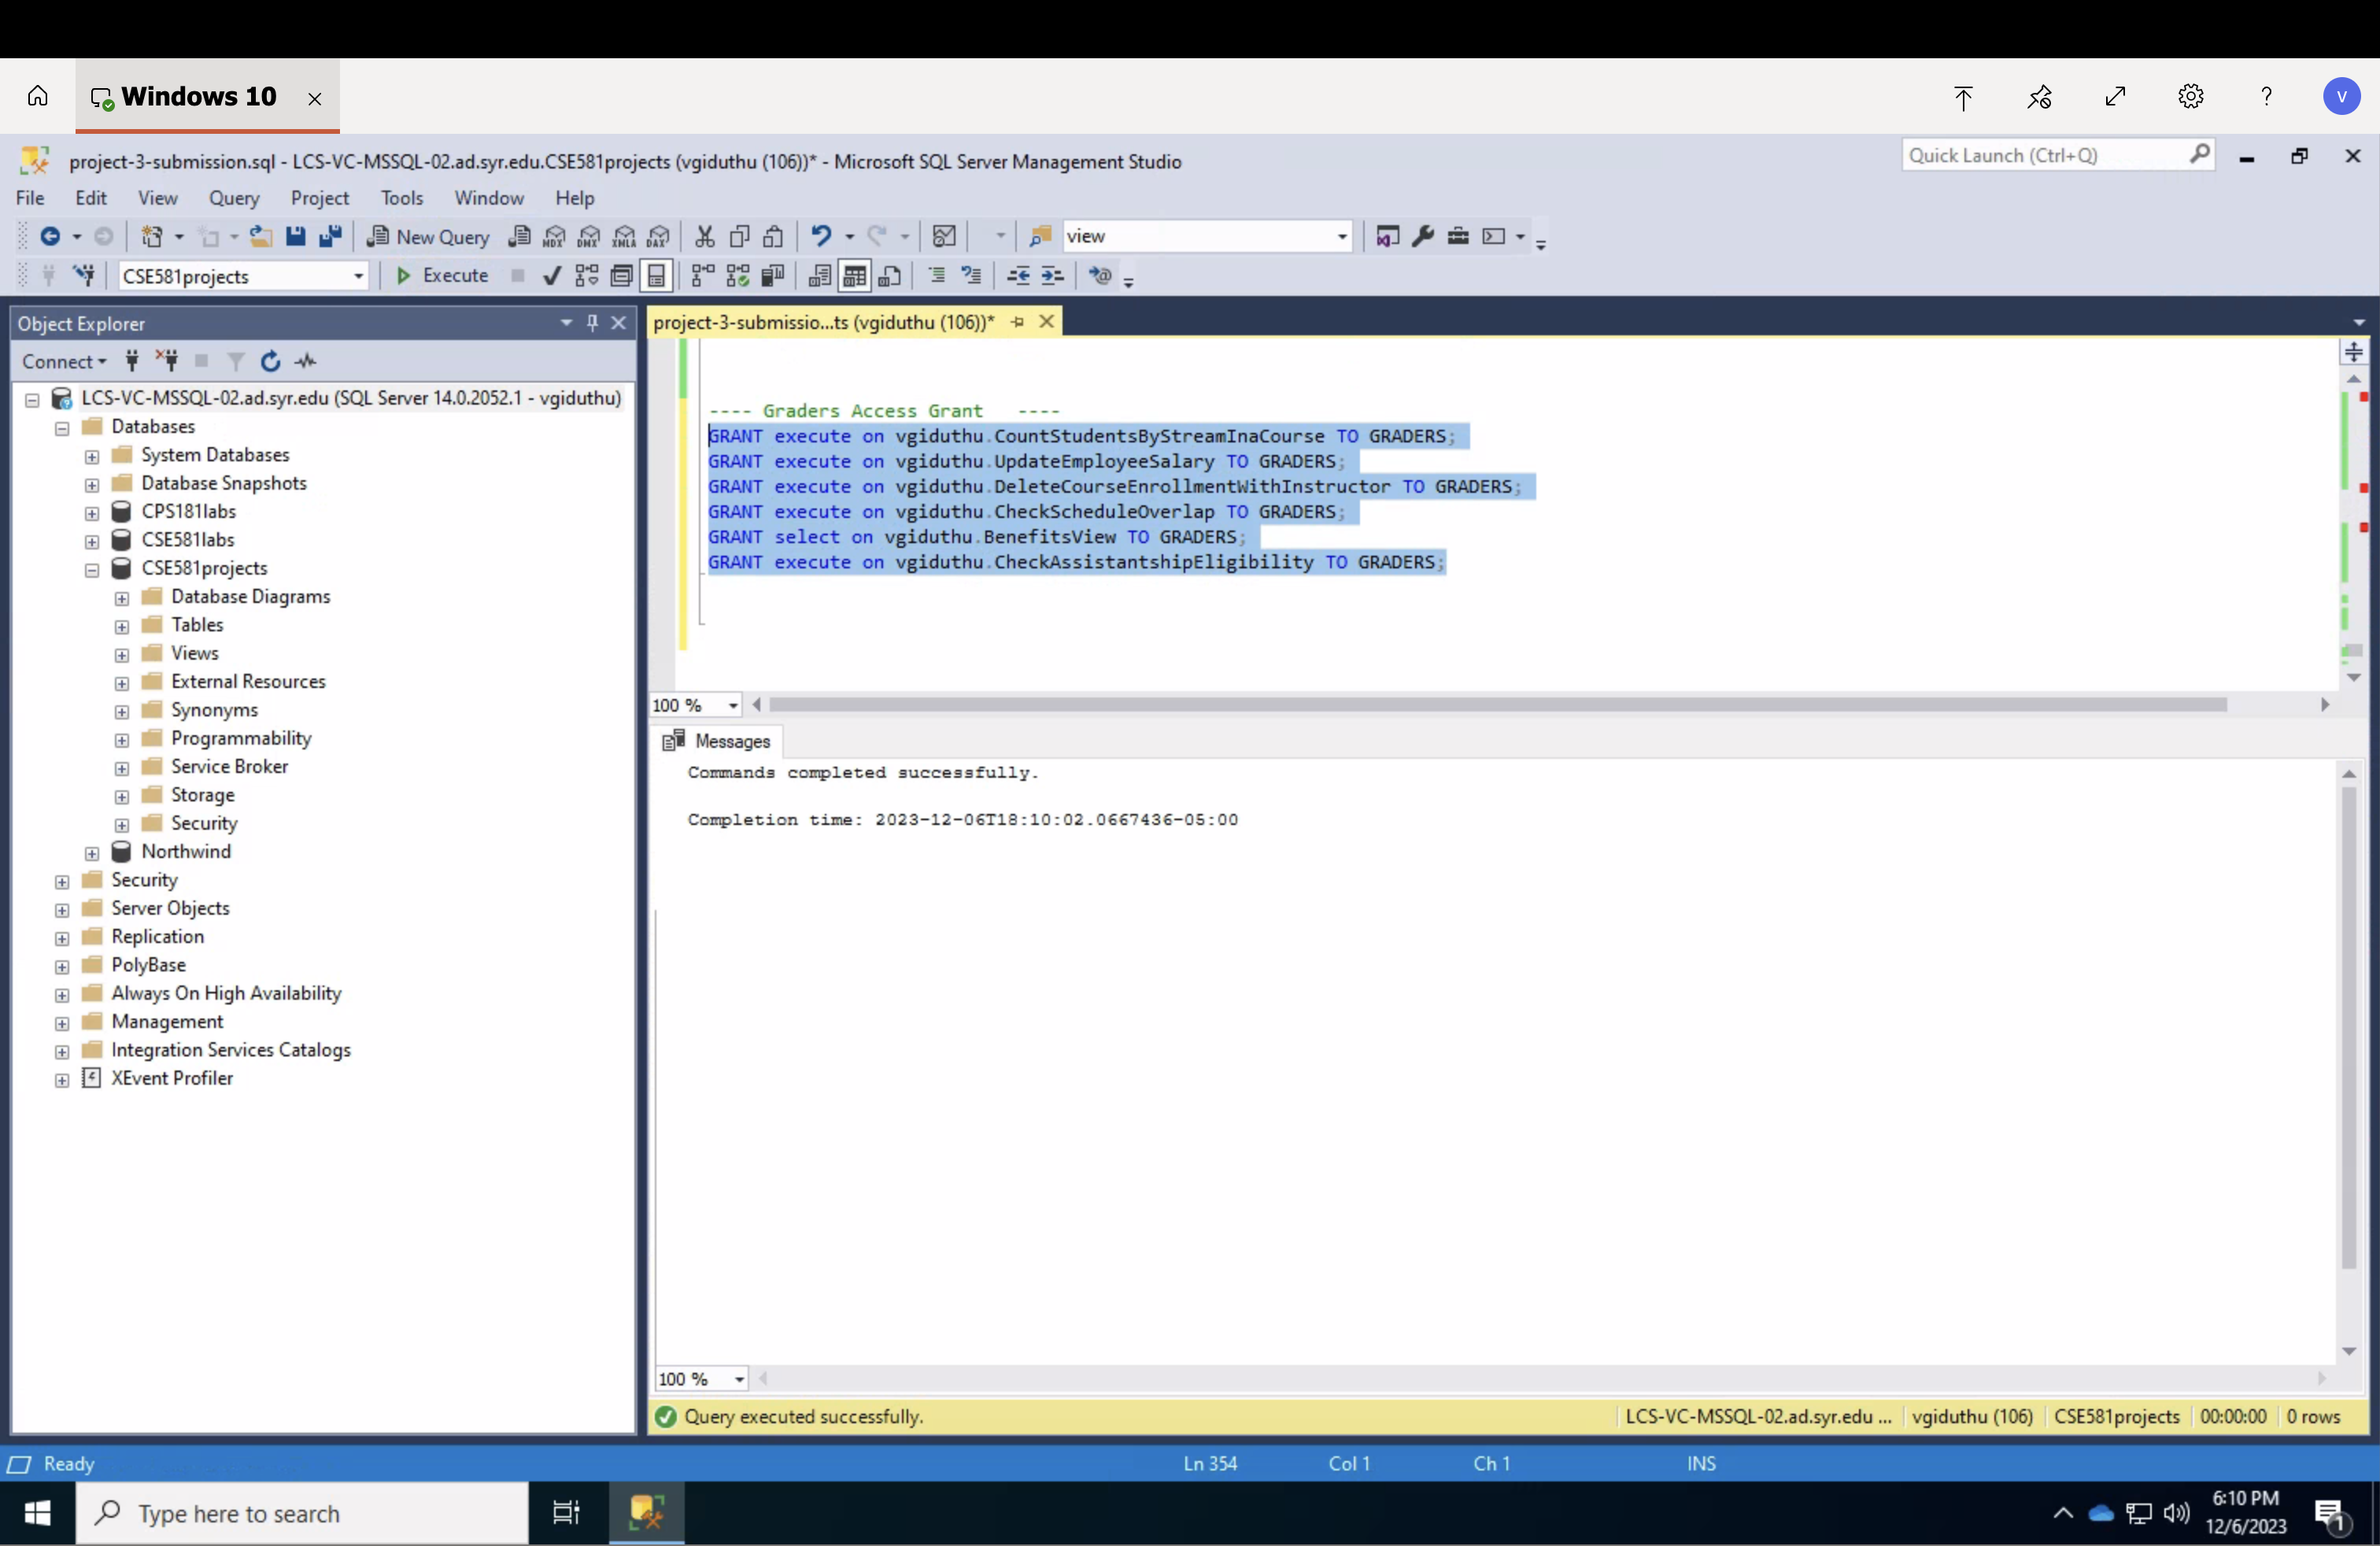 Windows 10
V
project-3-submission.sql - LCS-VC-MSSQL-02.ad.syr.edu.CSE581projects (vgiduthu (106))* - Microsoft SQL Server Management Studio
Quick Launch (Ctrl+Q)
File Edit View Query Project Tools Window Help
New Query
MDX DMX XMLA DAX
view
CSE581projects
Execute
Object Explorer
project-3-submissio...ts (vgiduthu (106))*
Connect
LCS-VC-MSSQL-02.ad.syr.edu (SQL Server 14.0.2052.1 - vgiduthu)
Databases
System Databases
Database Snapshots
CPS181labs
CSE581labs
CSE581projects
Database Diagrams
Tables
Views
External Resources
Synonyms
Programmability
Service Broker
Storage
Security
Northwind
Security
Server Objects
Replication
PolyBase
Always On High Availability
Management
Integration Services Catalogs
XEvent Profiler
---- Graders Access Grant ----
GRANT execute on vgiduthu.CountStudentsByStreamInaCourse TO GRADERS;
GRANT execute on vgiduthu.UpdateEmployeeSalary TO GRADERS;
GRANT execute on vgiduthu.DeleteCourseEnrollmentWithInstructor TO GRADERS;
GRANT execute on vgiduthu.CheckScheduleOverlap TO GRADERS;
GRANT select on vgiduthu.BenefitsView TO GRADERS;
GRANT execute on vgiduthu.CheckAssistantshipEligibility TO GRADERS;
100 %
Messages
Commands completed successfully.
Completion time: 2023-12-06T18:10:02.0667436-05:00
100 %
Query executed successfully.
LCS-VC-MSSQL-02.ad.syr.edu ... vgiduthu (106) CSE581projects 00:00:00 0 rows
Ready
Ln 354 Col 1 Ch 1 INS
Type here to search
6:10 PM
12/6/2023
1